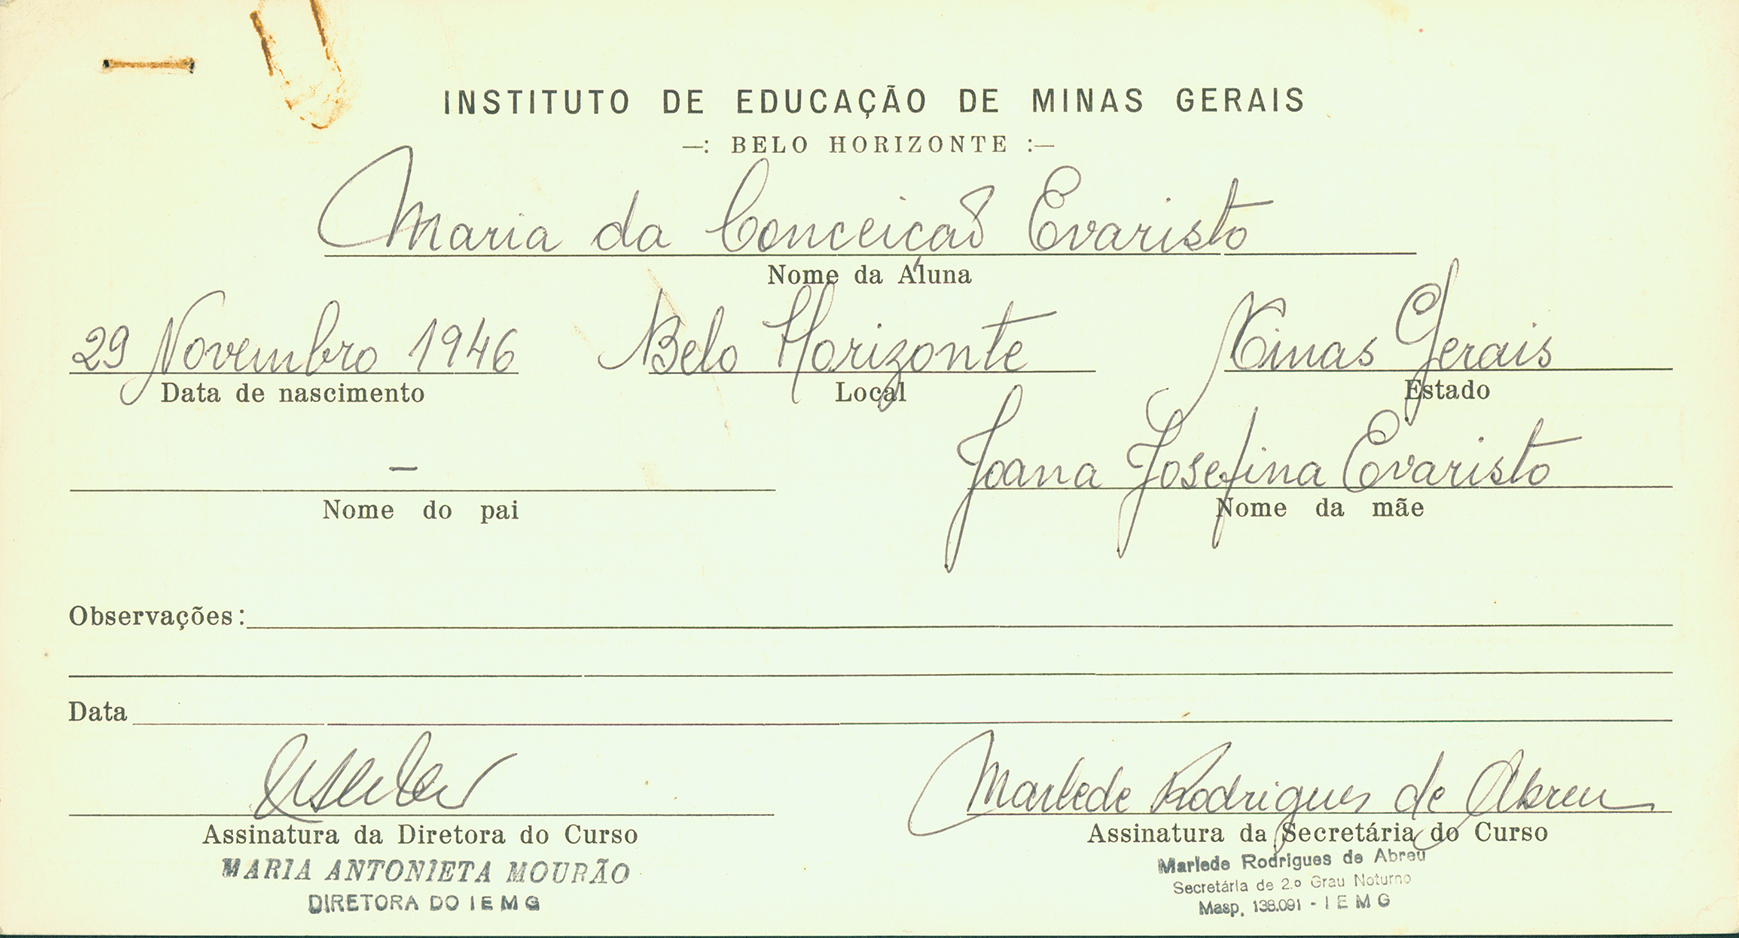 INSTITUTO DE EDUCAÇÃO DE MINAS GERAIS
—: BELO HORIZONTE :—
Maria da Conceição Evaristo
Nome da Aluna
29 Novembro 1946 Belo Horizonte Minas Gerais
Data de nascimento Local Estado
— Joana Josefina Evaristo
Nome do pai Nome da mãe
Observações:
Data
Marlede Rodrigues de Abreu
Assinatura da Diretora do Curso Assinatura da Secretária do Curso
MARIA ANTONIETA MOURÃO Marlede Rodrigues de Abreu
DIRETORA DO IEMG Secretária de 2.º Grau Noturno
Masp. 138.091 - IEMG